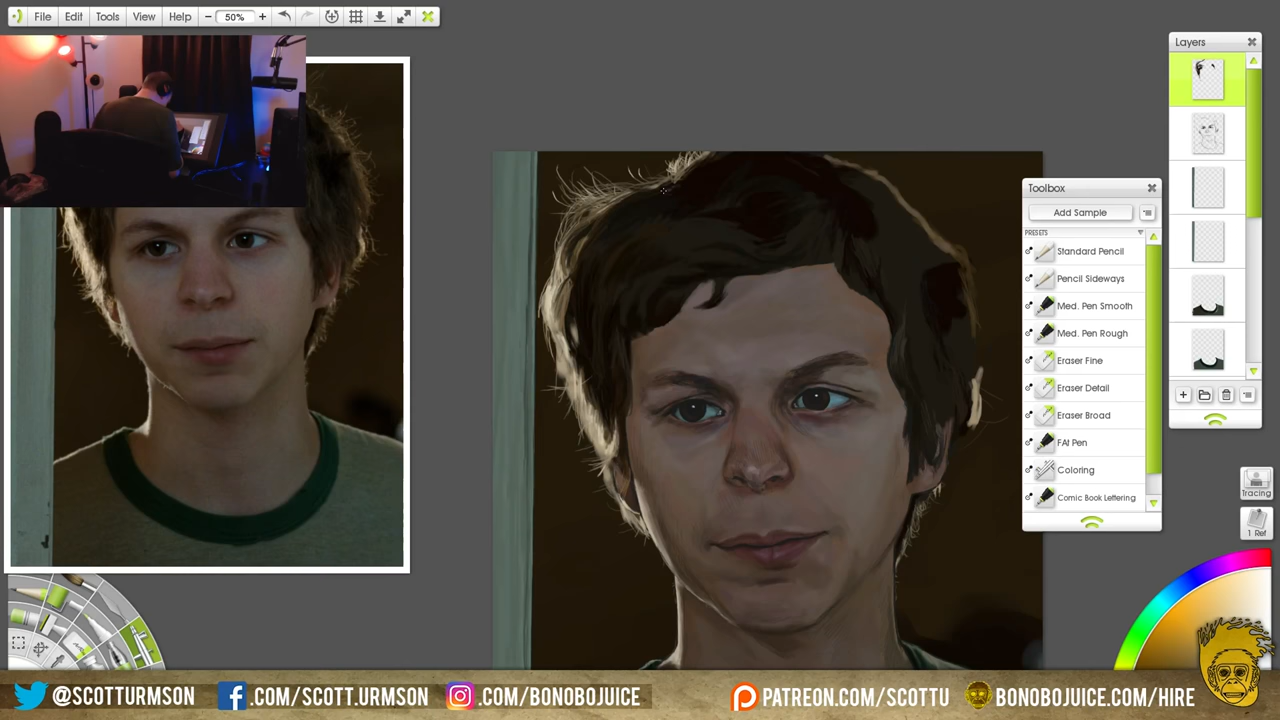 File Edit Tools View Help 50%
Layers
Toolbox
Add Sample
PRESETS
Standard Pencil
Pencil Sideways
Med. Pen Smooth
Med. Pen Rough
Eraser Fine
Eraser Detail
Eraser Broad
FAt Pen
Coloring
Comic Book Lettering
Tracing
1 Ref
@SCOTTURMSON .COM/SCOTT.URMSON .COM/BONOBOJUICE PATREON.COM/SCOTTU BONOBOJUICE.COM/HIRE